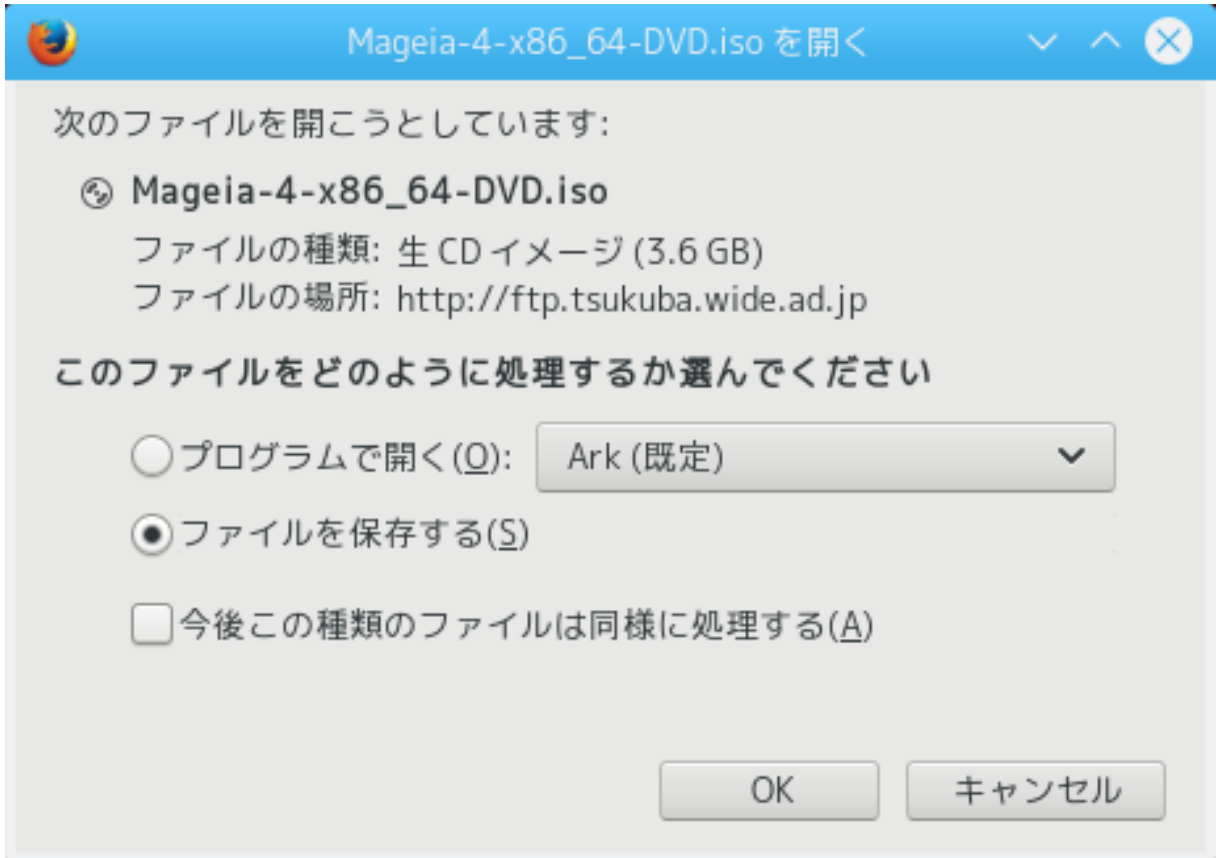 Mageia-4-x86_64-DVD.iso を開く
次のファイルを開こうとしています:
Mageia-4-x86_64-DVD.iso
ファイルの種類: 生 CD イメージ (3.6 GB)
ファイルの場所: http://ftp.tsukuba.wide.ad.jp
このファイルをどのように処理するか選んでください
プログラムで開く(O): Ark (既定)
ファイルを保存する(S)
今後この種類のファイルは同様に処理する(A)
OK キャンセル